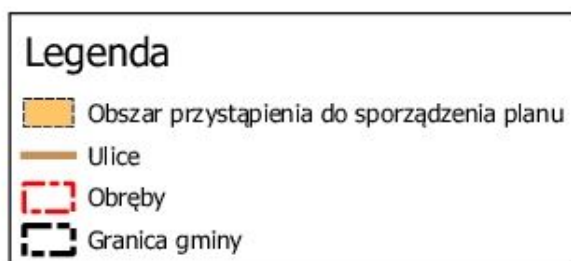 Legenda
Obszar przystąpienia do sporządzenia planu
Ulice
Obręby
Granica gminy